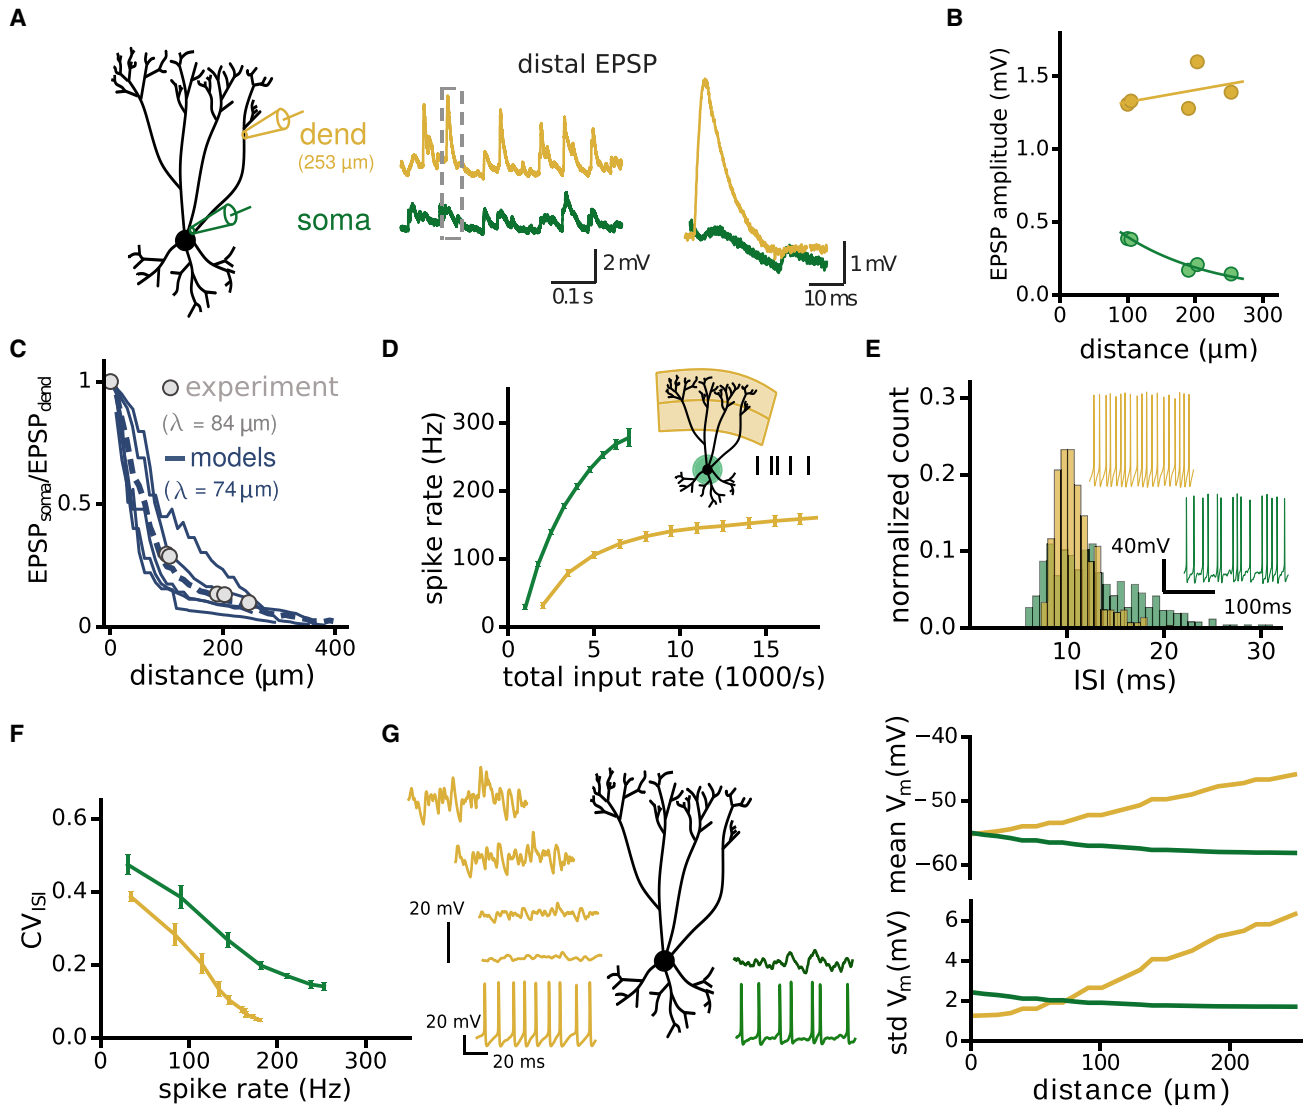 A
distal EPSP
dend
(253 µm)
soma
2 mV
0.1 s
1 mV
10 ms
B
EPSP amplitude (mV)
1.5
1.0
0.5
0.0
0 100 200 300
distance (µm)
C
EPSPsoma/EPSPdend
1
0.5
0
experiment
(λ = 84 µm)
models
(λ = 74 µm)
0 200 400
distance (µm)
D
spike rate (Hz)
300
200
100
0
0 5 10 15
total input rate (1000/s)
E
normalized count
0.3
0.2
0.1
0.0
40mV
100ms
10 20 30
ISI (ms)
F
CVISI
0.6
0.4
0.2
0.0
0 100 200 300
spike rate (Hz)
G
20 mV
20 mV
20 ms
mean Vm(mV)
−40
−50
−60
std Vm(mV)
6
4
2
0
0 100 200
distance (µm)